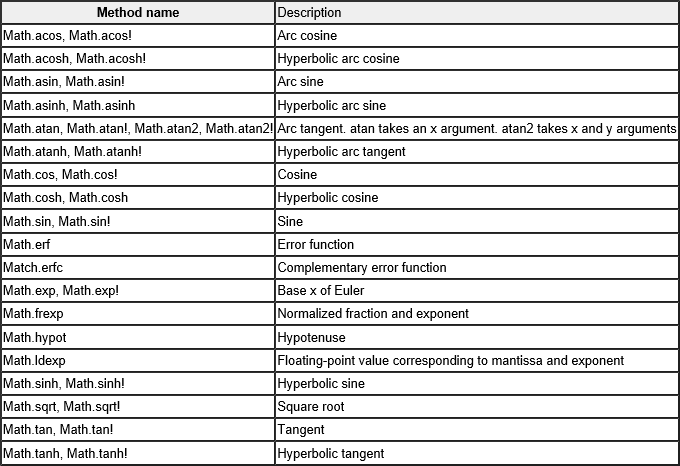 Method name Description
Math.acos, Math.acos! Arc cosine
Math.acosh, Math.acosh! Hyperbolic arc cosine
Math.asin, Math.asin! Arc sine
Math.asinh, Math.asinh Hyperbolic arc sine
Math.atan, Math.atan!, Math.atan2, Math.atan2! Arc tangent. atan takes an x argument. atan2 takes x and y arguments
Math.atanh, Math.atanh! Hyperbolic arc tangent
Math.cos, Math.cos! Cosine
Math.cosh, Math.cosh Hyperbolic cosine
Math.sin, Math.sin! Sine
Math.erf Error function
Match.erfc Complementary error function
Math.exp, Math.exp! Base x of Euler
Math.frexp Normalized fraction and exponent
Math.hypot Hypotenuse
Math.ldexp Floating-point value corresponding to mantissa and exponent
Math.sinh, Math.sinh! Hyperbolic sine
Math.sqrt, Math.sqrt! Square root
Math.tan, Math.tan! Tangent
Math.tanh, Math.tanh! Hyperbolic tangent